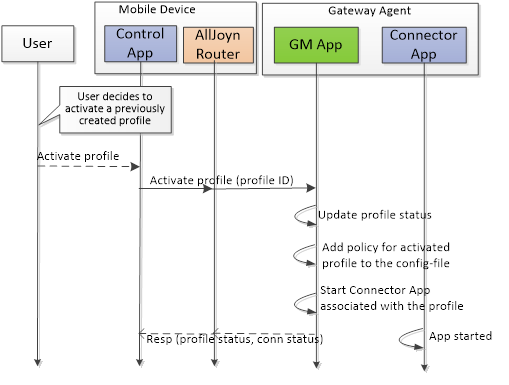 Mobile Device
Gateway Agent
User
Control
App
AllJoyn
Router
GM App
Connector
App
User decides to
activate a previously
created profile
Activate profile
Activate profile (profile ID)
Update profile status
Add policy for activated
profile to the config-file
Start Connector App
associated with the profile
Resp (profile status, conn status)
App started